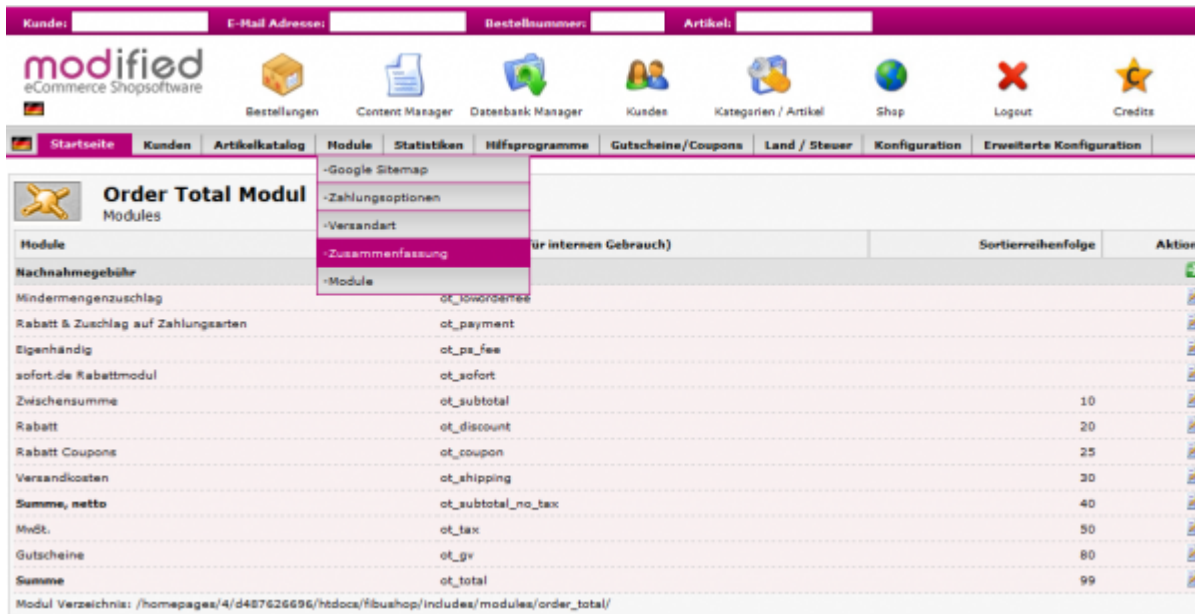 Kunde: E-Mail Adresse: Bestellnummer: Artikel:
modified
eCommerce Shopsoftware
Bestellungen Content Manager Datenbank Manager Kunden Kategorien / Artikel Shop Logout Credits
Startseite Kunden Artikelkatalog Module Statistiken Hilfsprogramme Gutscheine/Coupons Land / Steuer Konfiguration Erweiterte Konfiguration
-Google Sitemap
-Zahlungsoptionen
-Versandart
-Zusammenfassung
-Module
Order Total Modul
Modules
Module für internen Gebrauch) Sortierreihenfolge Aktion
Nachnahmegebühr
Mindermengenzuschlag ot_loworderfee
Rabatt & Zuschlag auf Zahlungsarten ot_payment
Eigenhändig ot_ps_fee
sofort.de Rabattmodul ot_sofort
Zwischensumme ot_subtotal 10
Rabatt ot_discount 20
Rabatt Coupons ot_coupon 25
Versandkosten ot_shipping 30
Summe, netto ot_subtotal_no_tax 40
MwSt. ot_tax 50
Gutscheine ot_gv 80
Summe ot_total 99
Modul Verzeichnis: /homepages/4/d487626696/htdocs/fibushop/includes/modules/order_total/